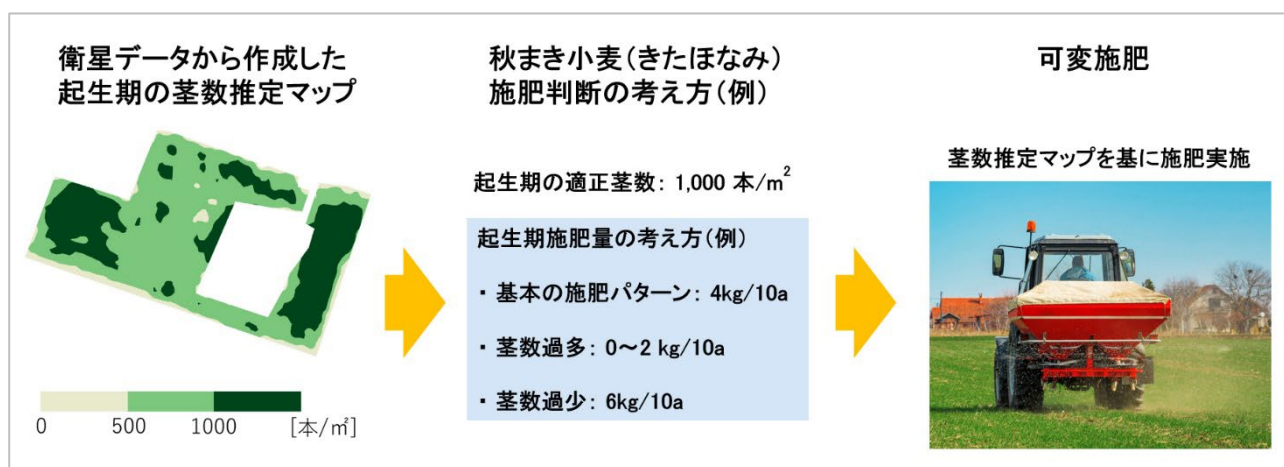 衛星データから作成した
起生期の茎数推定マップ
0 500 1000 [本/㎡]
秋まき小麦（きたほなみ）
施肥判断の考え方（例）
起生期の適正茎数： 1,000 本/m²
起生期施肥量の考え方（例）
・ 基本の施肥パターン： 4kg/10a
・ 茎数過多： 0～2 kg/10a
・ 茎数過少： 6kg/10a
可変施肥
茎数推定マップを基に施肥実施